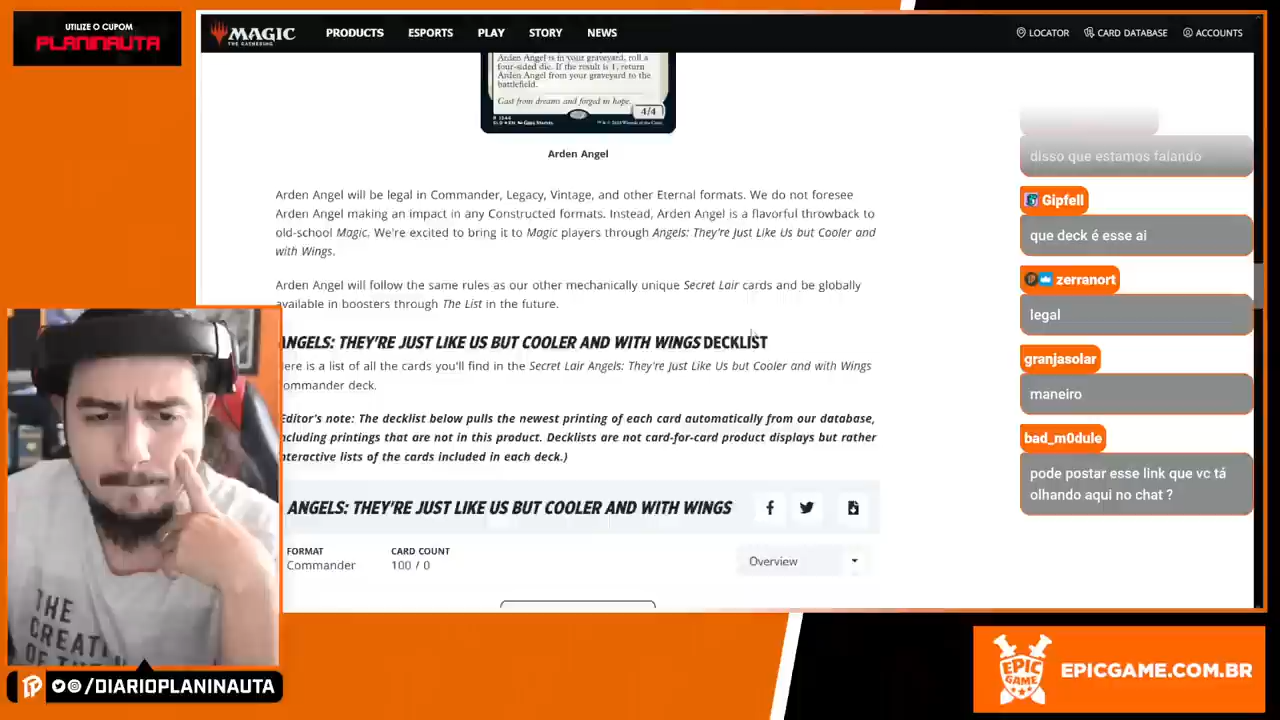 UTILIZE O CUPOM
PLANINAUTA
MAGIC
THE GATHERING
PRODUCTS
ESPORTS
PLAY
STORY
NEWS
LOCATOR
CARD DATABASE
ACCOUNTS
Arden Angel is in your graveyard, roll a
four-sided die. If the result is 1, return
Arden Angel from your graveyard to the
battlefield.
Cast from dreams and forged in hope.
4/4
Arden Angel
Arden Angel will be legal in Commander, Legacy, Vintage, and other Eternal formats. We do not foresee
Arden Angel making an impact in any Constructed formats. Instead, Arden Angel is a flavorful throwback to
old-school Magic. We're excited to bring it to Magic players through Angels: They're Just Like Us but Cooler and
with Wings.
Arden Angel will follow the same rules as our other mechanically unique Secret Lair cards and be globally
available in boosters through The List in the future.
ANGELS: THEY'RE JUST LIKE US BUT COOLER AND WITH WINGS DECKLIST
ere is a list of all the cards you'll find in the Secret Lair Angels: They're Just Like Us but Cooler and with Wings
ommander deck.
Editor's note: The decklist below pulls the newest printing of each card automatically from our database,
ncluding printings that are not in this product. Decklists are not card-for-card product displays but rather
nteractive lists of the cards included in each deck.)
ANGELS: THEY'RE JUST LIKE US BUT COOLER AND WITH WINGS
FORMAT
Commander
CARD COUNT
100 / 0
Overview
disso que estamos falando
Gipfell
que deck é esse ai
zerranort
legal
granjasolar
maneiro
bad_m0dule
pode postar esse link que vc tá
olhando aqui no chat ?
THE
CREAT
OF THE
/DIARIOPLANINAUTA
EPIC
GAME
EPICGAME.COM.BR